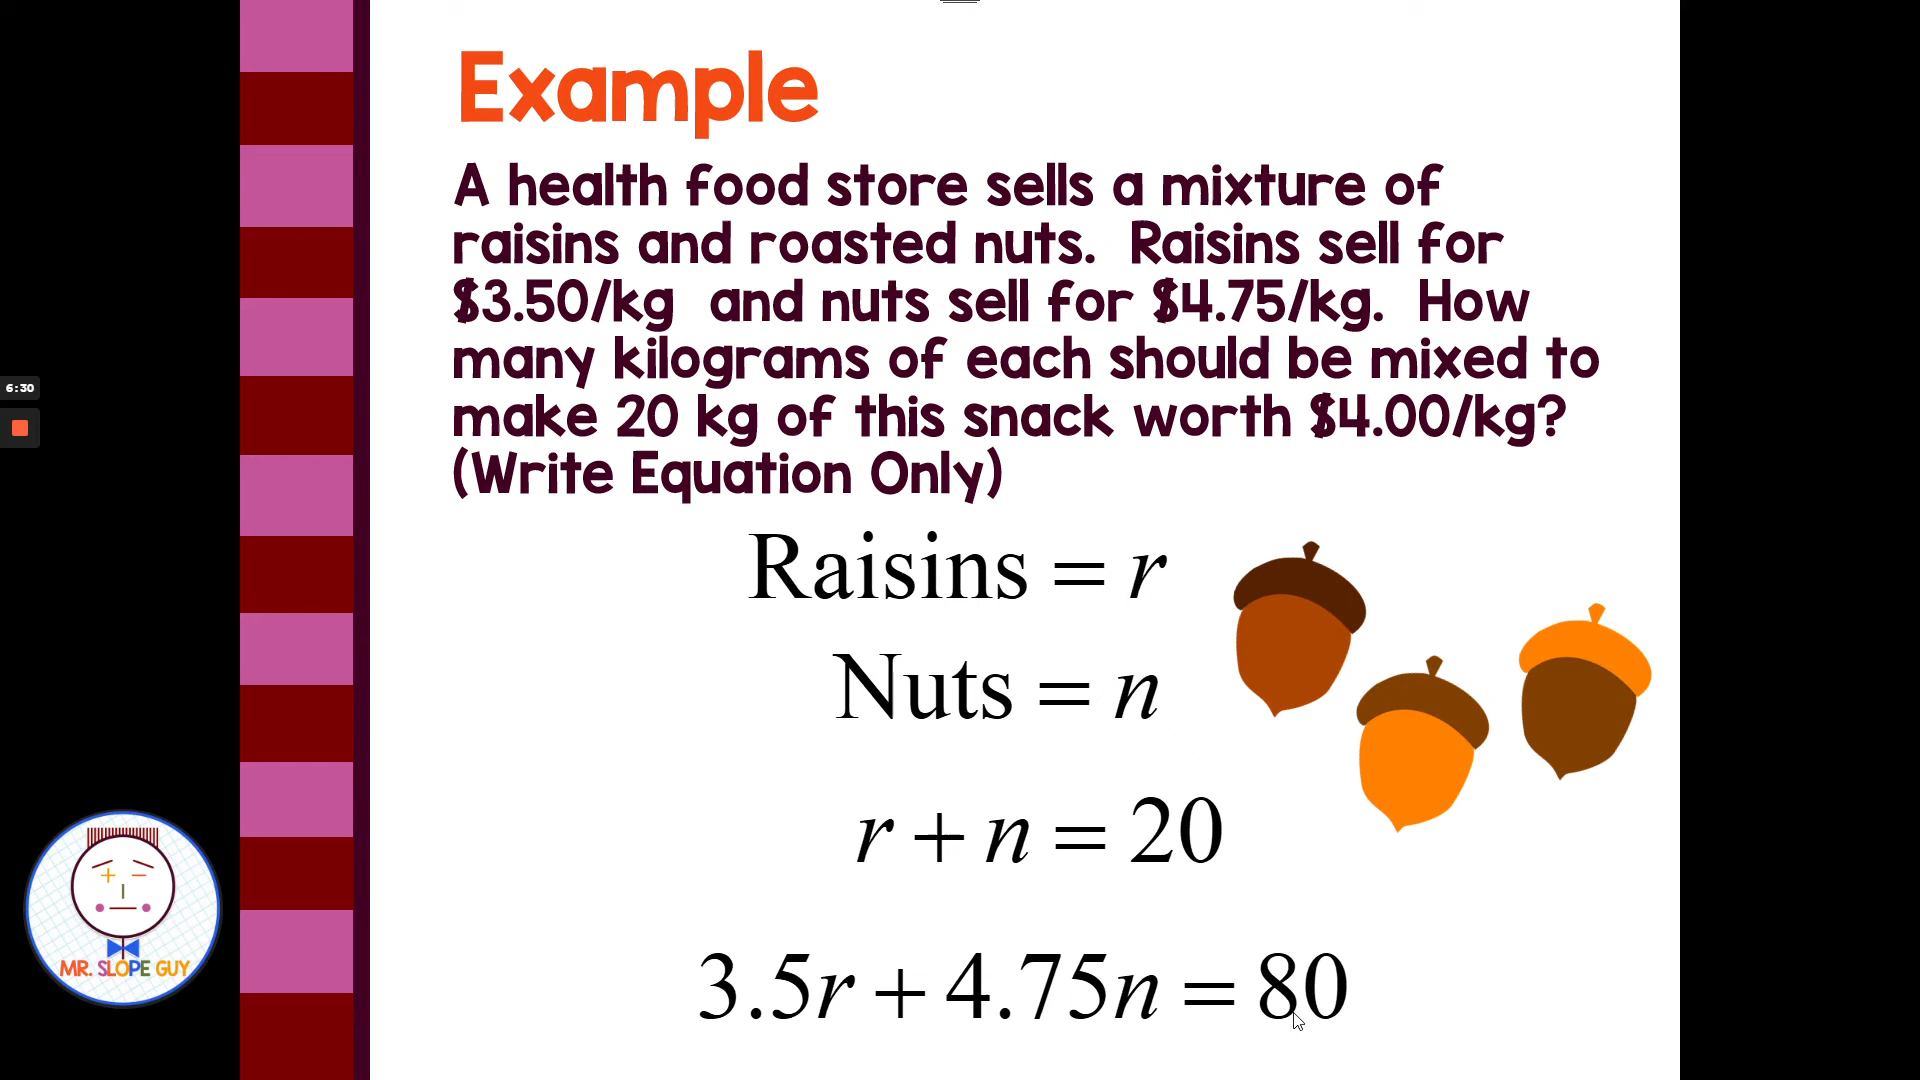 Example
A health food store sells a mixture of
raisins and roasted nuts.  Raisins sell for
$3.50/kg  and nuts sell for $4.75/kg.  How
many kilograms of each should be mixed to
make 20 kg of this snack worth $4.00/kg?
(Write Equation Only)
Raisins = r
Nuts = n
r + n = 20
3.5r + 4.75n = 80
6:30
MR. SLOPE GUY